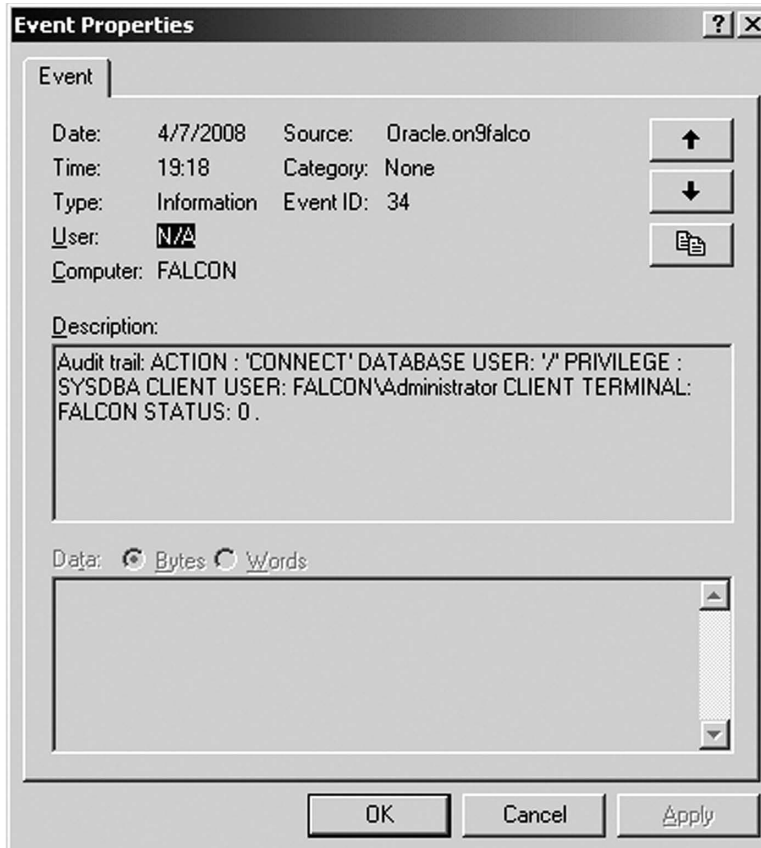 Event Properties
Event
Date: 4/7/2008 Source: Oracle.on9falco
Time: 19:18 Category: None
Type: Information Event ID: 34
User: N/A
Computer: FALCON
Description:
Audit trail: ACTION : 'CONNECT' DATABASE USER: '/' PRIVILEGE :
SYSDBA CLIENT USER: FALCON\Administrator CLIENT TERMINAL:
FALCON STATUS: 0 .
Data: Bytes Words
OK Cancel Apply